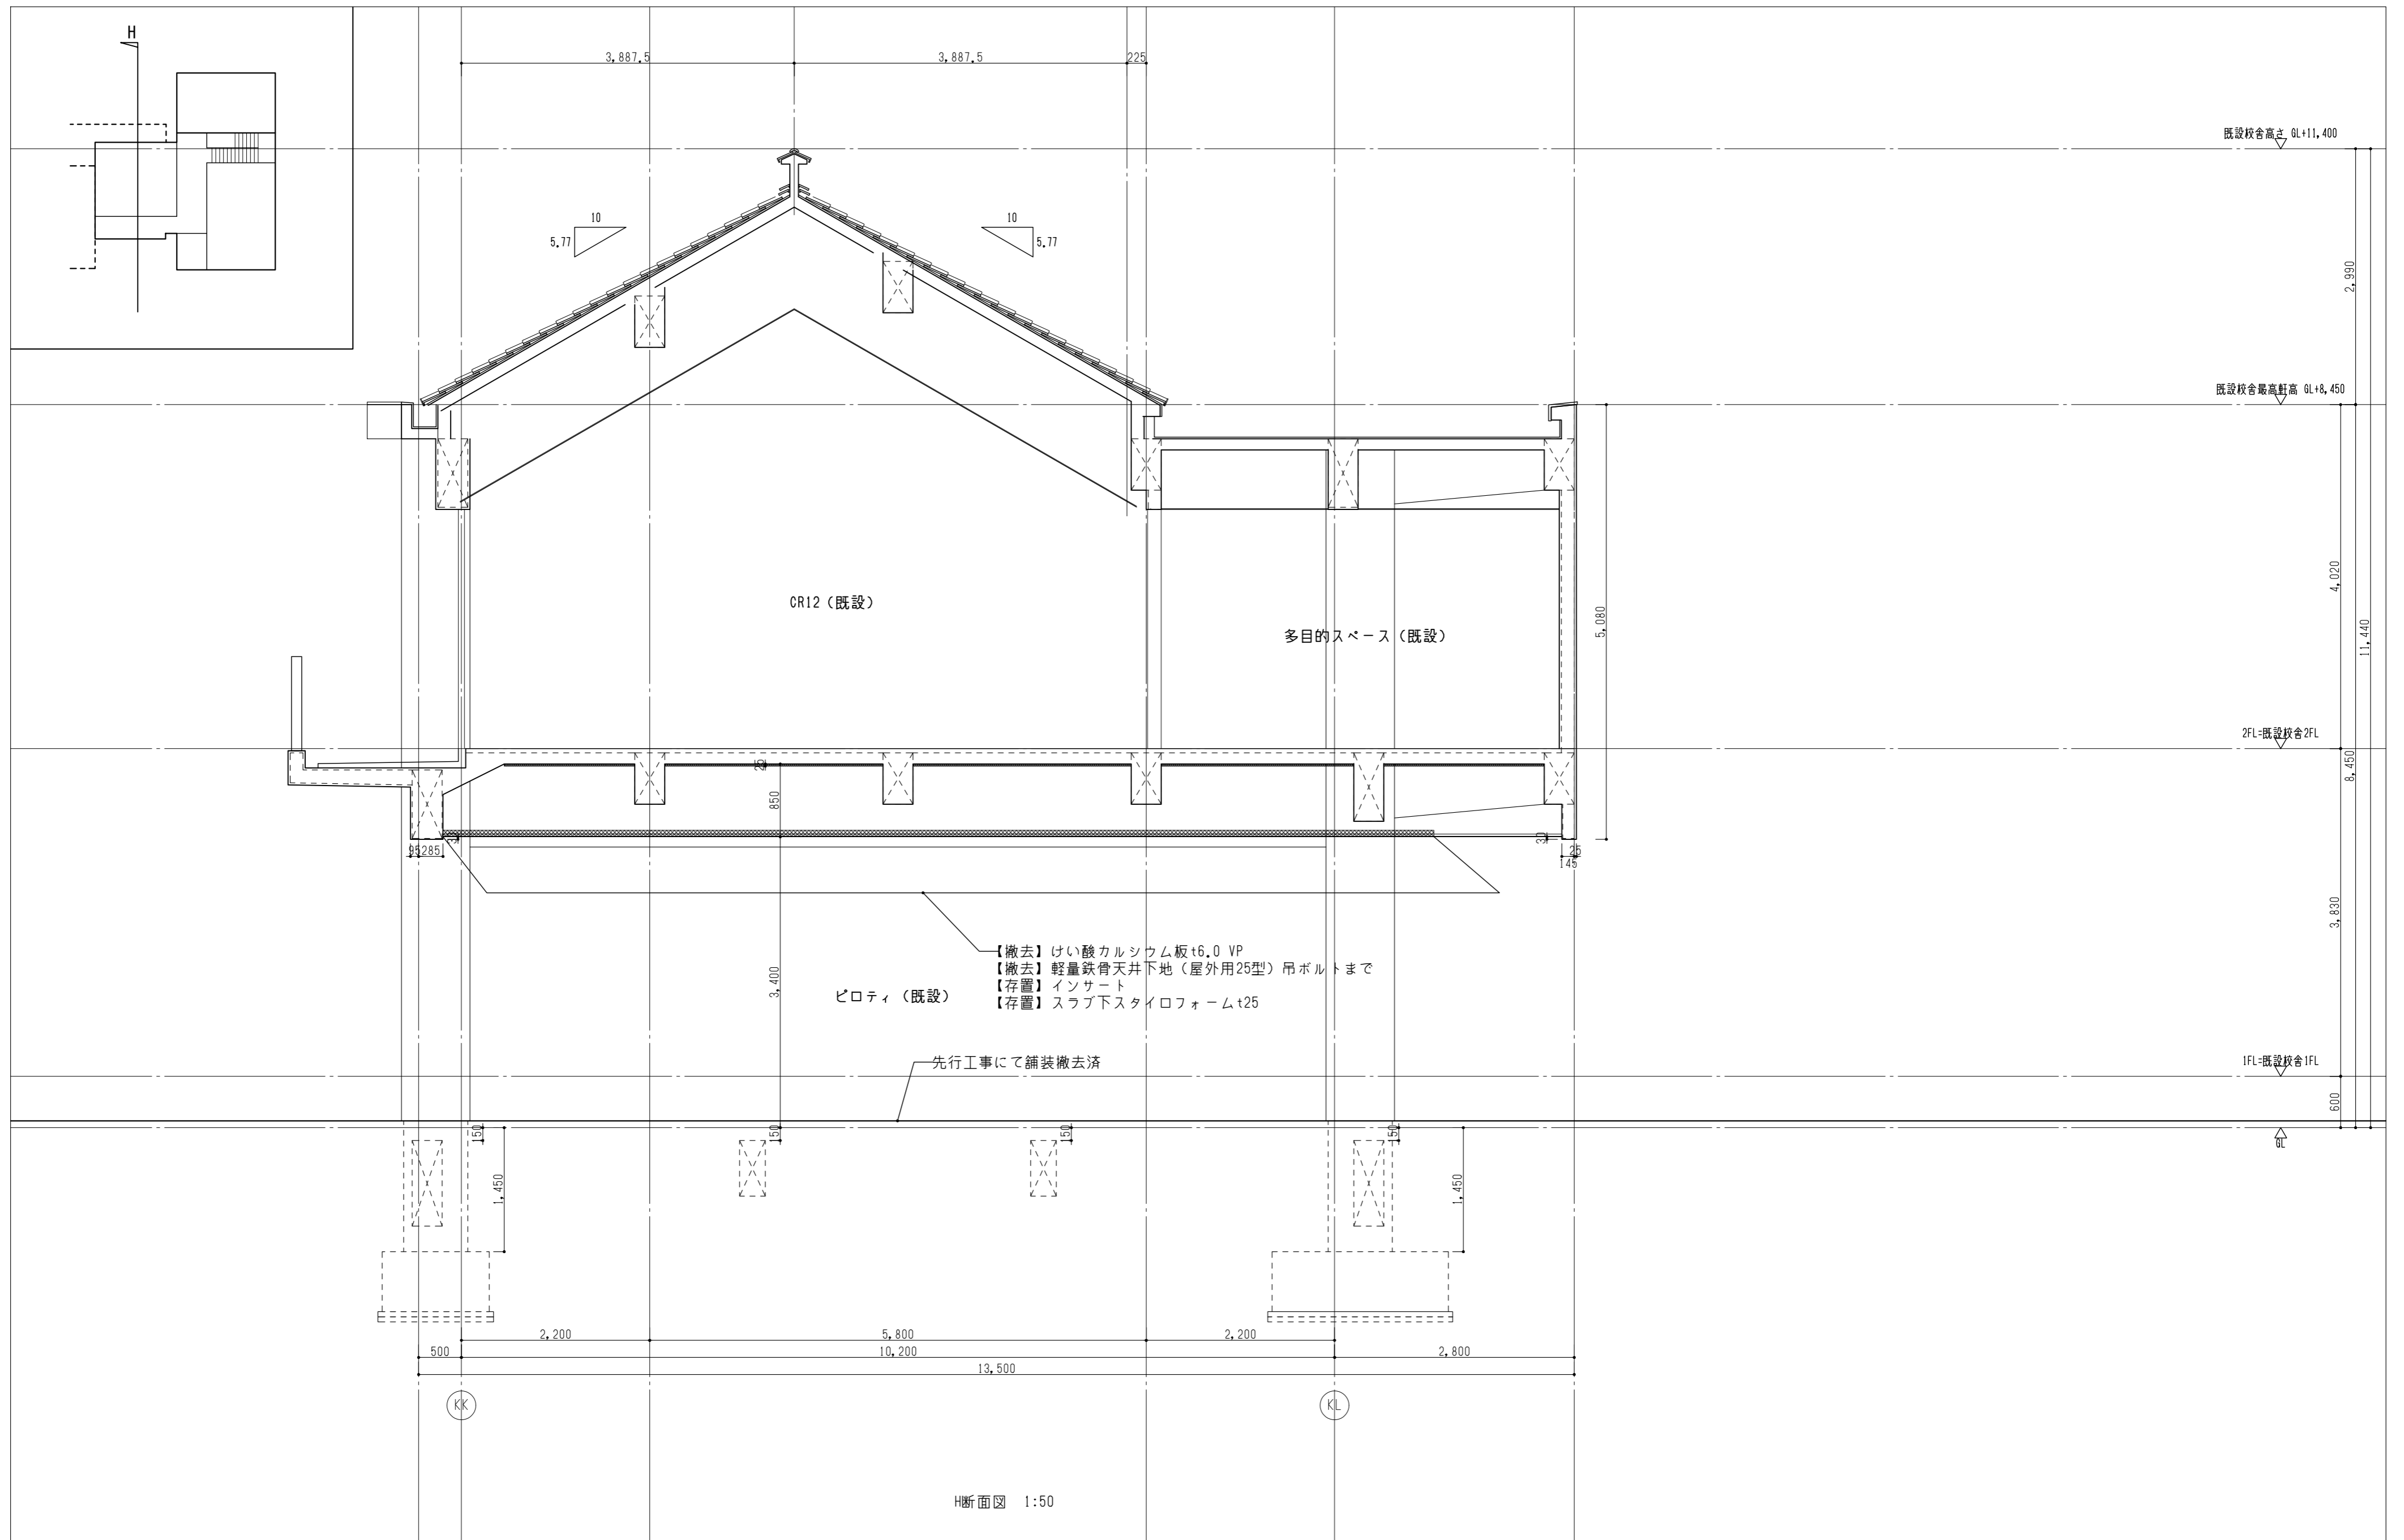 H
3,887.5
3,887.5
225
既設校舎高さ GL+11,400
10
5.77
10
5.77
2,990
既設校舎最高軒高 GL+8,450
4,020
5,080
11,440
CR12（既設）
多目的スペース（既設）
2FL=既設校舎2FL
8,450
25
850
30
30
95
285
25
145
3,830
【撤去】けい酸カルシウム板t6.0 VP
【撤去】軽量鉄骨天井下地（屋外用25型）吊ボルトまで
【存置】インサート
【存置】スラブ下スタイロフォームt25
3,400
ピロティ（既設）
先行工事にて舗装撤去済
1FL=既設校舎1FL
600
150
150
150
150
GL
1,450
1,450
2,200
5,800
2,200
500
10,200
2,800
13,500
KK
KL
H断面図 1:50